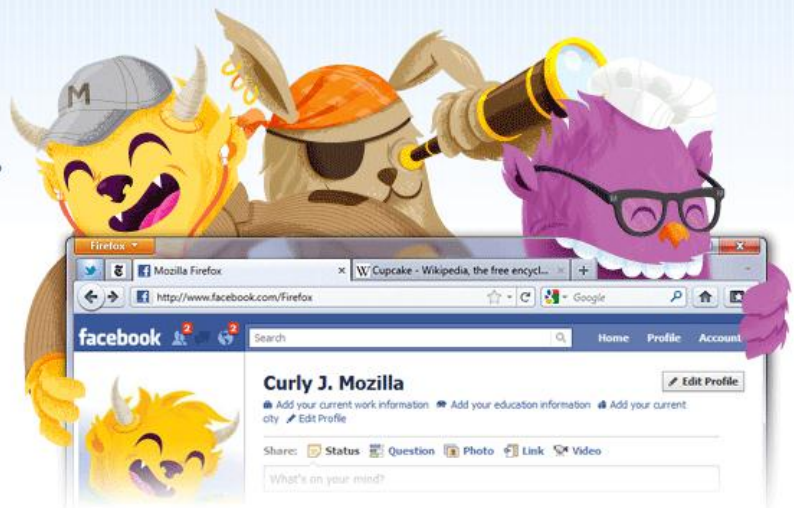 M
Firefox
Mozilla Firefox
W Cupcake - Wikipedia, the free encycl...
http://www.facebook.com/Firefox
Google
facebook 2 2 Search Home Profile Account
Curly J. Mozilla Edit Profile
Add your current work information Add your education information Add your current
city Edit Profile
Share: Status Question Photo Link Video
What's on your mind?